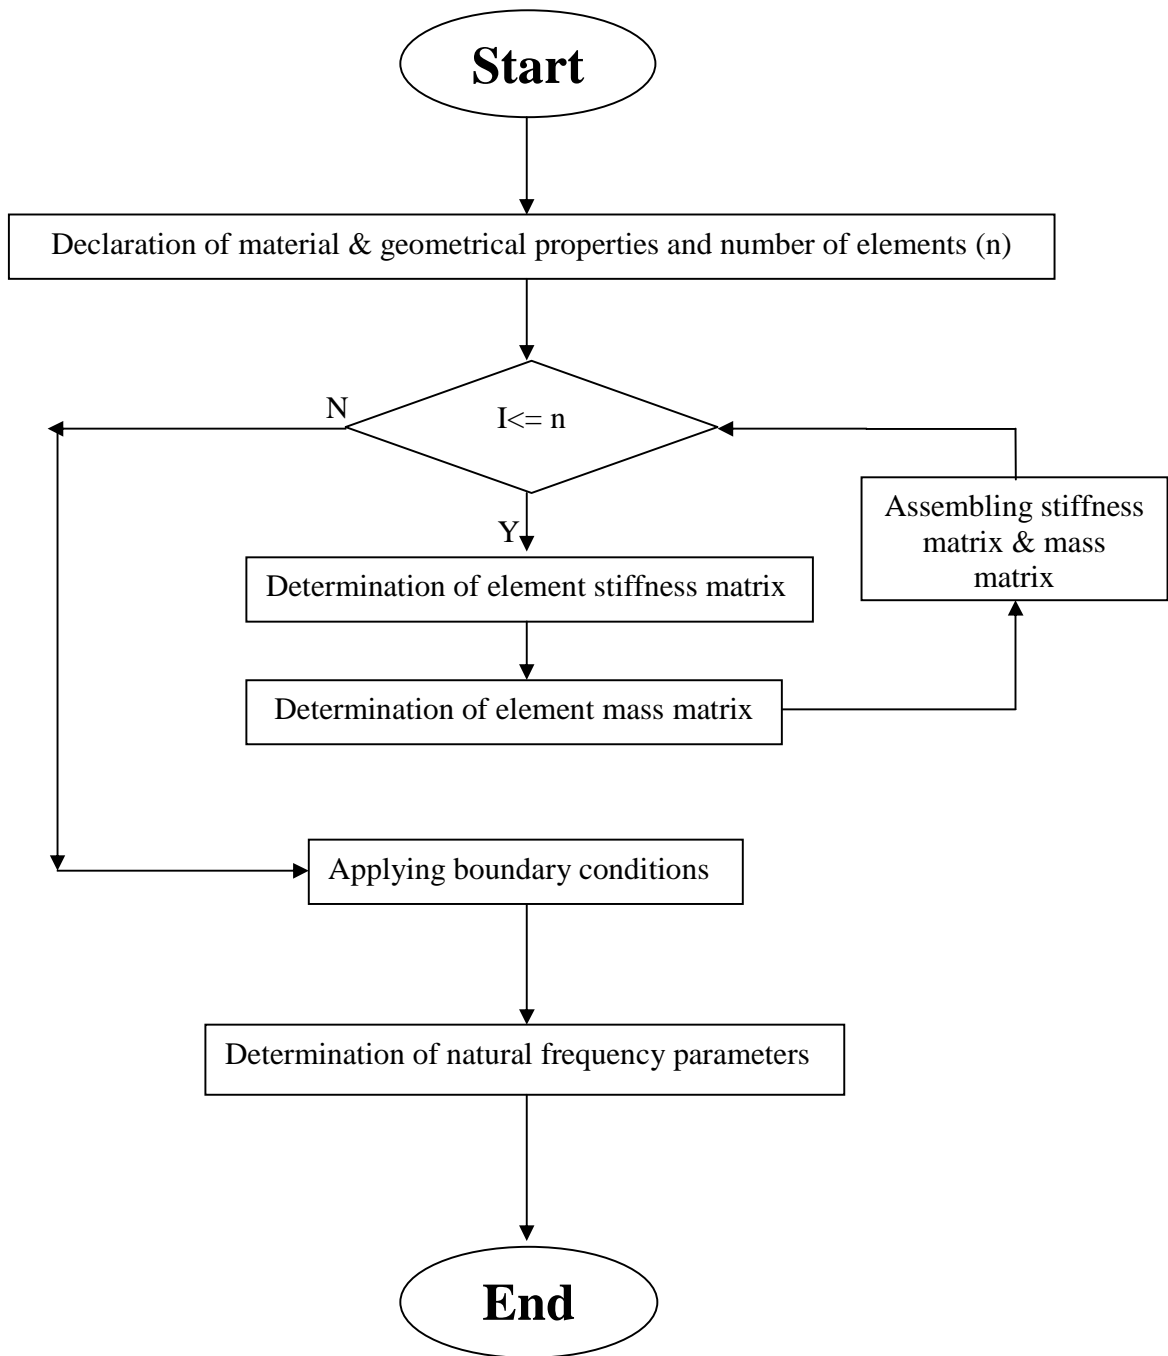 Start
Declaration of material & geometrical properties and number of elements (n)
N
I<= n
Y
Assembling stiffness
matrix & mass
matrix
Determination of element stiffness matrix
Determination of element mass matrix
Applying boundary conditions
Determination of natural frequency parameters
End